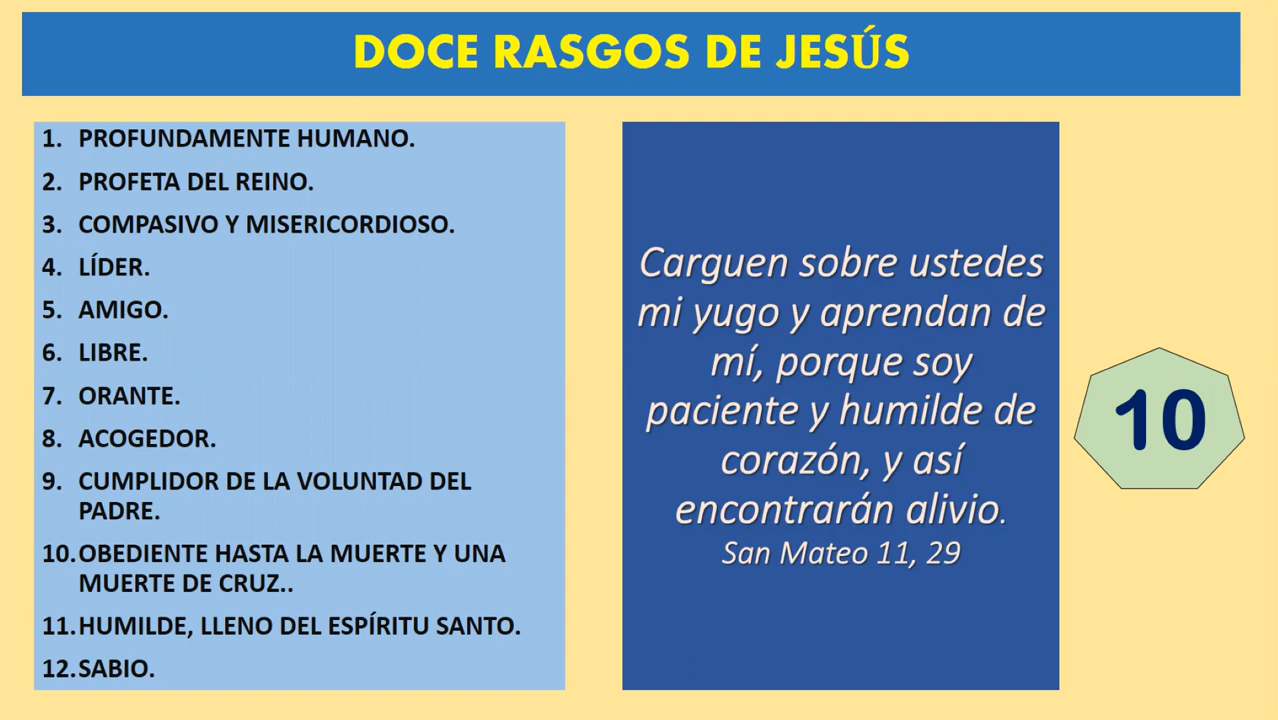 DOCE RASGOS DE JESÚS
1. PROFUNDAMENTE HUMANO.
2. PROFETA DEL REINO.
3. COMPASIVO Y MISERICORDIOSO.
4. LÍDER.
5. AMIGO.
6. LIBRE.
7. ORANTE.
8. ACOGEDOR.
9. CUMPLIDOR DE LA VOLUNTAD DEL
PADRE.
10. OBEDIENTE HASTA LA MUERTE Y UNA
MUERTE DE CRUZ..
11. HUMILDE, LLENO DEL ESPÍRITU SANTO.
12. SABIO.
Carguen sobre ustedes
mi yugo y aprendan de
mí, porque soy
paciente y humilde de
corazón, y así
encontrarán alivio.
San Mateo 11, 29
10